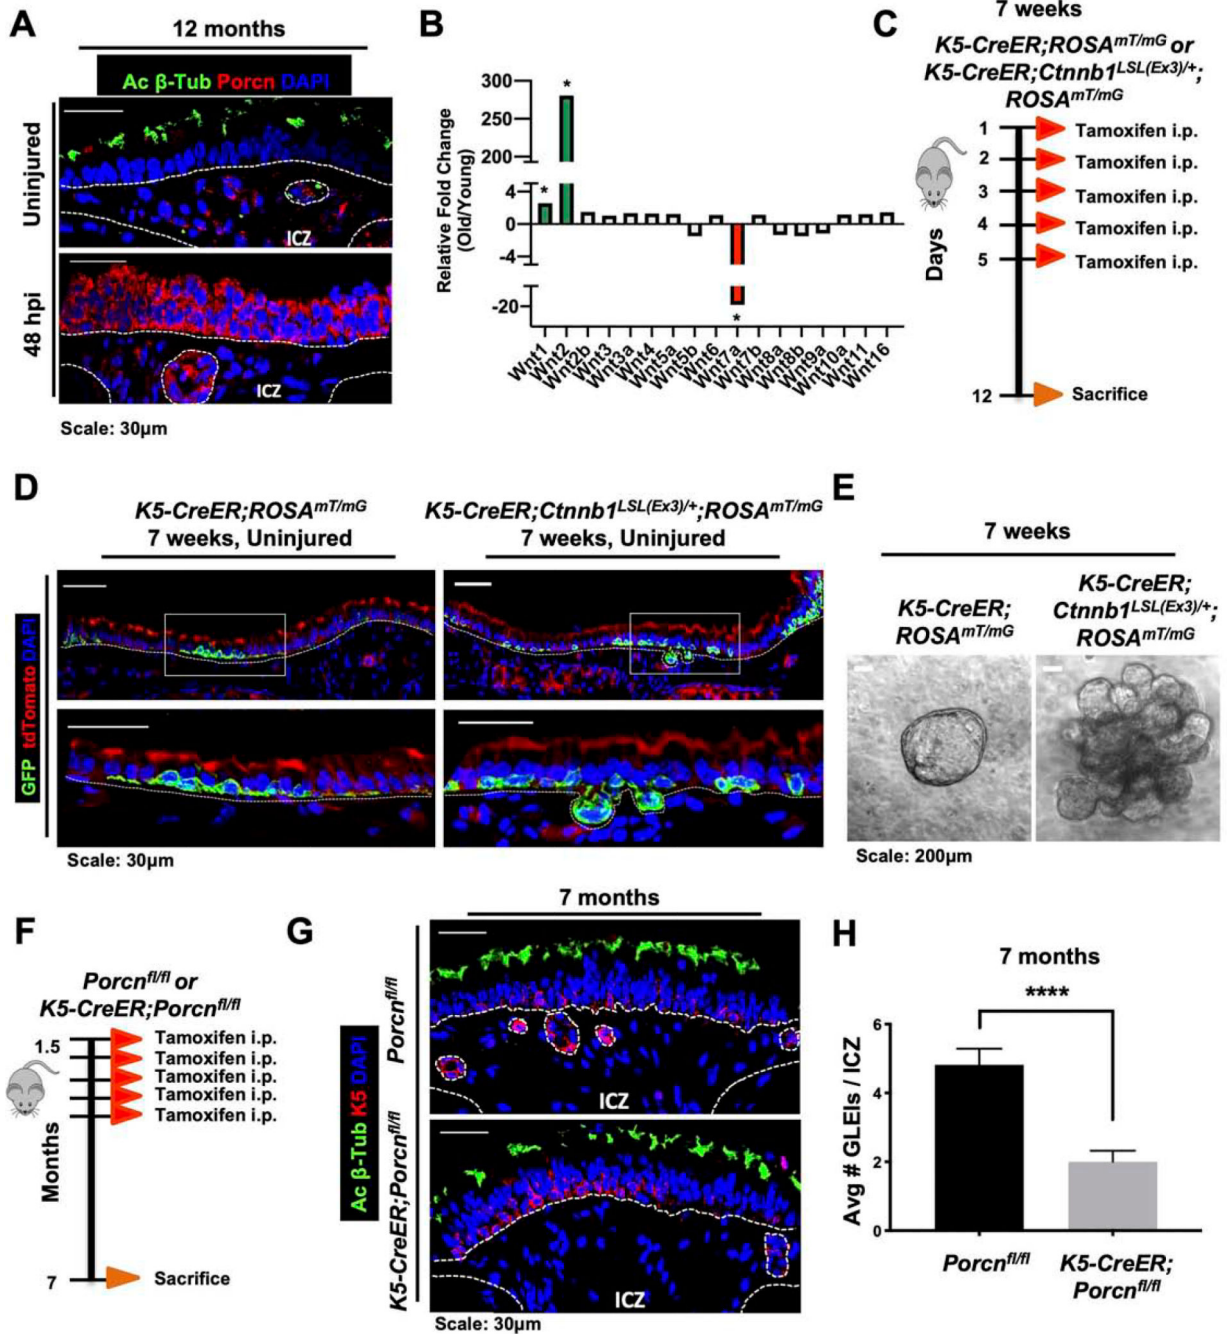 A
12 months
Ac β-Tub Porcn DAPI
Uninjured
ICZ
48 hpi
ICZ
Scale: 30μm
B
Relative Fold Change
(Old/Young)
300
250
200
4
0
-4
-20
*
*
*
Wnt1
Wnt2
Wnt2b
Wnt3
Wnt3a
Wnt4
Wnt5a
Wnt5b
Wnt6
Wnt7a
Wnt7b
Wnt8a
Wnt8b
Wnt9a
Wnt10a
Wnt11
Wnt16
C
7 weeks
K5-CreER;ROSAmT/mG or
K5-CreER;Ctnnb1LSL(Ex3)/+;
ROSAmT/mG
Days
1 Tamoxifen i.p.
2 Tamoxifen i.p.
3 Tamoxifen i.p.
4 Tamoxifen i.p.
5 Tamoxifen i.p.
12 Sacrifice
D
K5-CreER;ROSAmT/mG
7 weeks, Uninjured
K5-CreER;Ctnnb1LSL(Ex3)/+;ROSAmT/mG
7 weeks, Uninjured
GFP tdTomato DAPI
Scale: 30μm
E
7 weeks
K5-CreER;
ROSAmT/mG
K5-CreER;
Ctnnb1LSL(Ex3)/+;
ROSAmT/mG
Scale: 200μm
F
Porcnfl/fl or
K5-CreER;Porcnfl/fl
Months
1.5 Tamoxifen i.p.
Tamoxifen i.p.
Tamoxifen i.p.
Tamoxifen i.p.
Tamoxifen i.p.
7 Sacrifice
G
7 months
Ac β-Tub K5 DAPI
Porcnfl/fl
ICZ
K5-CreER;Porcnfl/fl
ICZ
Scale: 30μm
H
7 months
****
Avg # GLEIs / ICZ
6
4
2
0
Porcnfl/fl
K5-CreER;
Porcnfl/fl